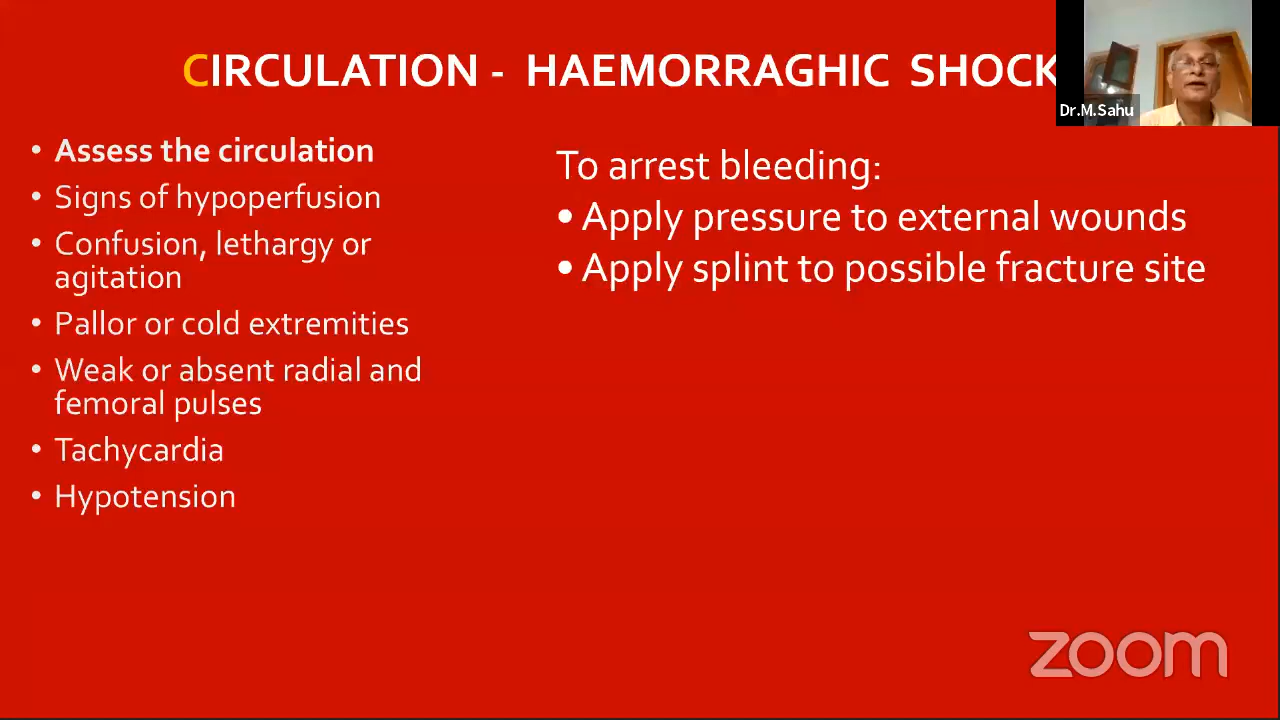 CIRCULATION - HAEMORRAGHIC SHOCK
Dr.M.Sahu
• Assess the circulation
• Signs of hypoperfusion
• Confusion, lethargy or
agitation
• Pallor or cold extremities
• Weak or absent radial and
femoral pulses
• Tachycardia
• Hypotension
To arrest bleeding:
• Apply pressure to external wounds
• Apply splint to possible fracture site
zoom